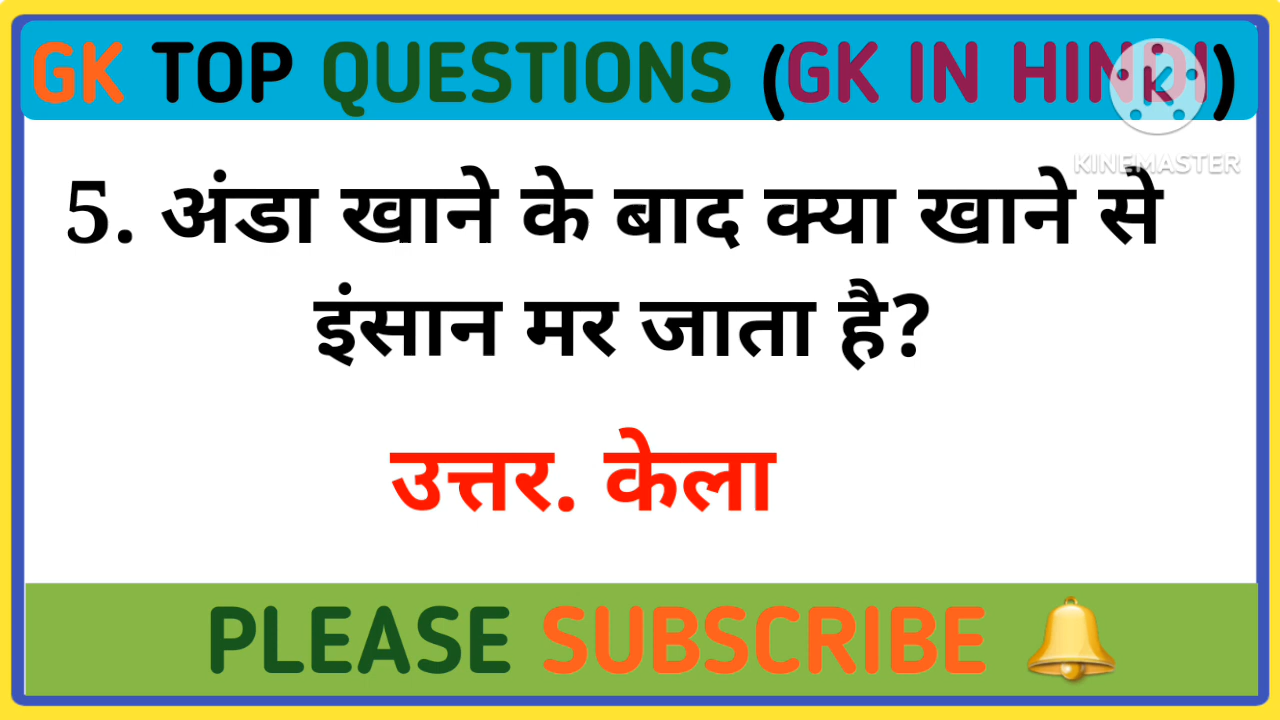 GK TOP QUESTIONS (GK IN HINDI)
K
KINEMASTER
5. अंडा खाने के बाद क्या खाने से
इंसान मर जाता है?
उत्तर. केला
PLEASE SUBSCRIBE